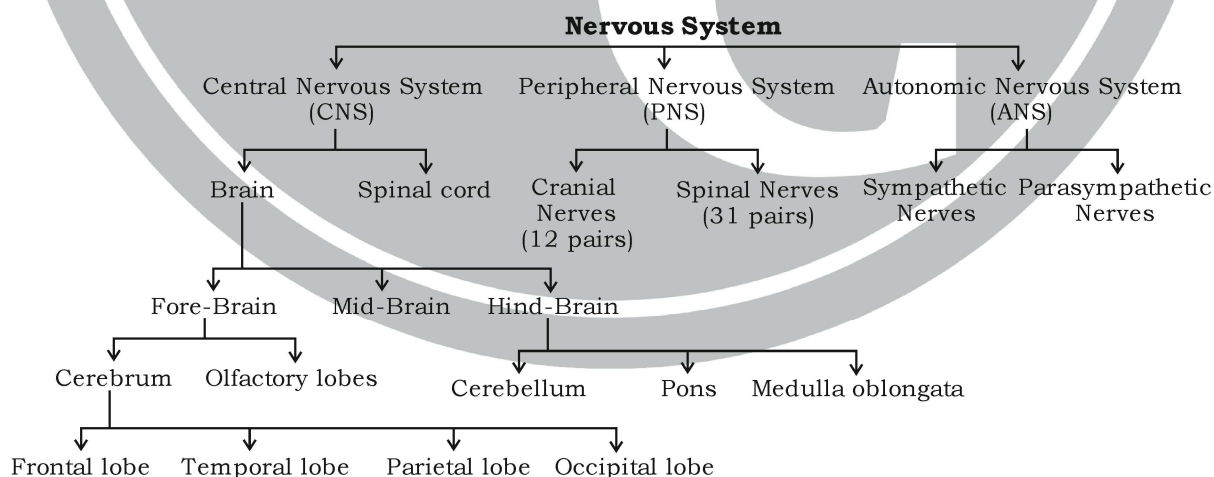 Nervous System
Central Nervous System
(CNS)
Peripheral Nervous System
(PNS)
Autonomic Nervous System
(ANS)
Brain
Spinal cord
Cranial
Nerves
(12 pairs)
Spinal Nerves
(31 pairs)
Sympathetic
Nerves
Parasympathetic
Nerves
Fore-Brain
Mid-Brain
Hind-Brain
Cerebrum
Olfactory lobes
Cerebellum
Pons
Medulla oblongata
Frontal lobe
Temporal lobe
Parietal lobe
Occipital lobe